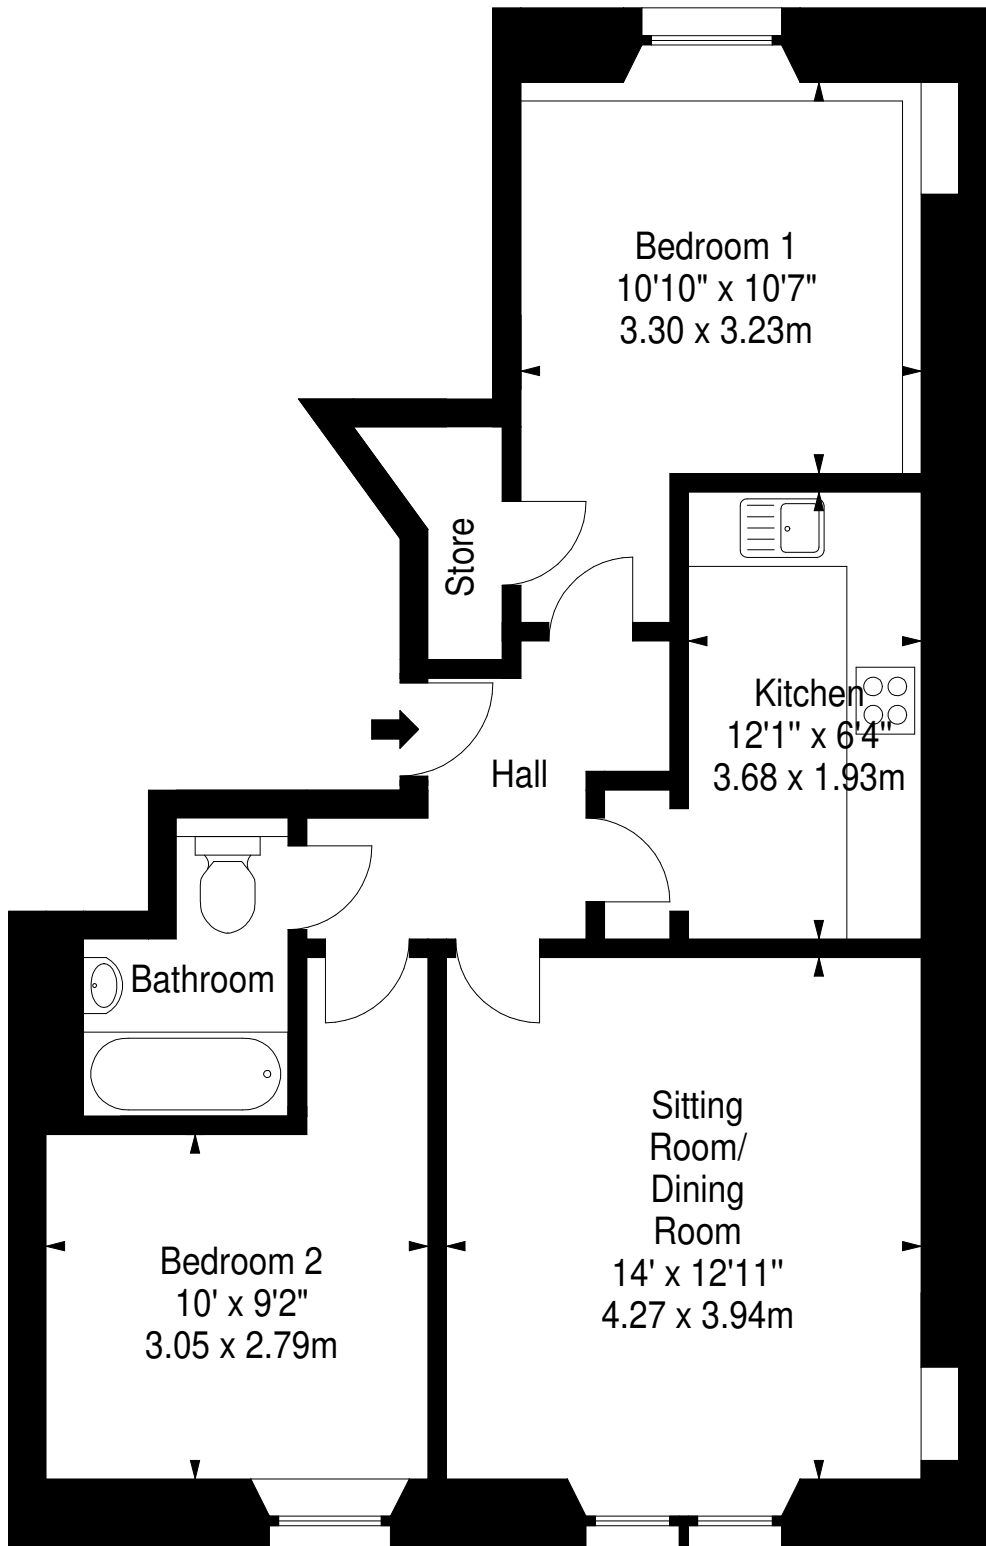 Bedroom 1
10'10" x 10'7"
3.30 x 3.23m
Store
Kitchen
12'1" x 6'4"
3.68 x 1.93m
Hall
Bathroom
Sitting
Room/
Dining
Room
14' x 12'11"
4.27 x 3.94m
Bedroom 2
10' x 9'2"
3.05 x 2.79m